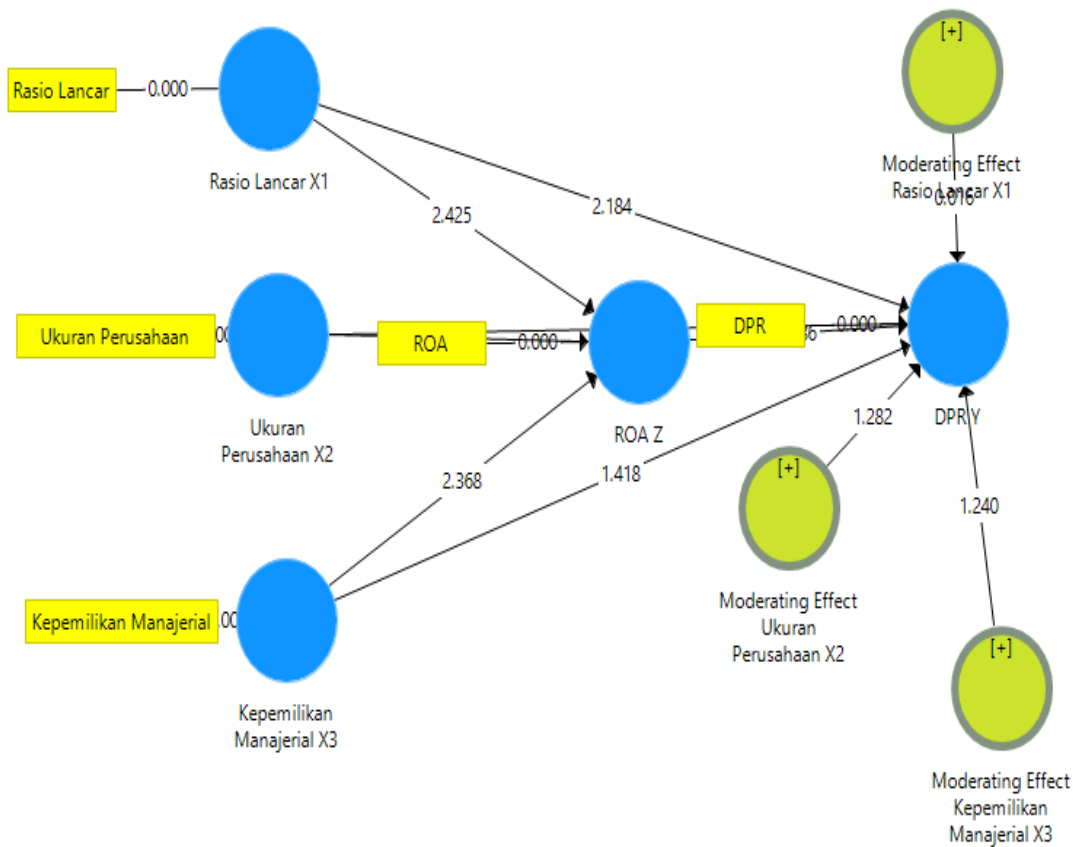 [+]
Rasio Lancar
0.000
Rasio Lancar X1
Moderating Effect
Rasio Lancar X1
0.016
2.184
2.425
Ukuran Perusahaan
ROA
0.000
DPR
0.000
Ukuran
Perusahaan X2
ROA Z
DPR Y
1.282
2.368
1.418
[+]
1.240
Kepemilikan Manajerial
Moderating Effect
Ukuran
Perusahaan X2
[+]
Kepemilikan
Manajerial X3
Moderating Effect
Kepemilikan
Manajerial X3